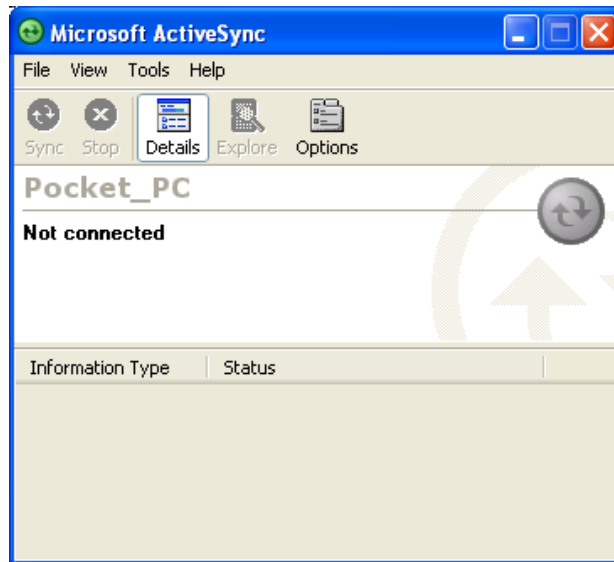 Microsoft ActiveSync
File View Tools Help
Sync Stop Details Explore Options
Pocket_PC
Not connected
Information Type Status